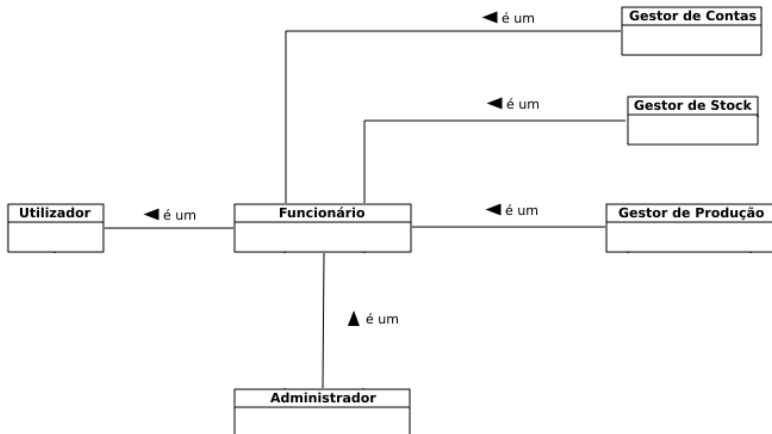 é um
Gestor de Contas
é um
Gestor de Stock
Utilizador
é um
Funcionário
é um
Gestor de Produção
é um
Administrador